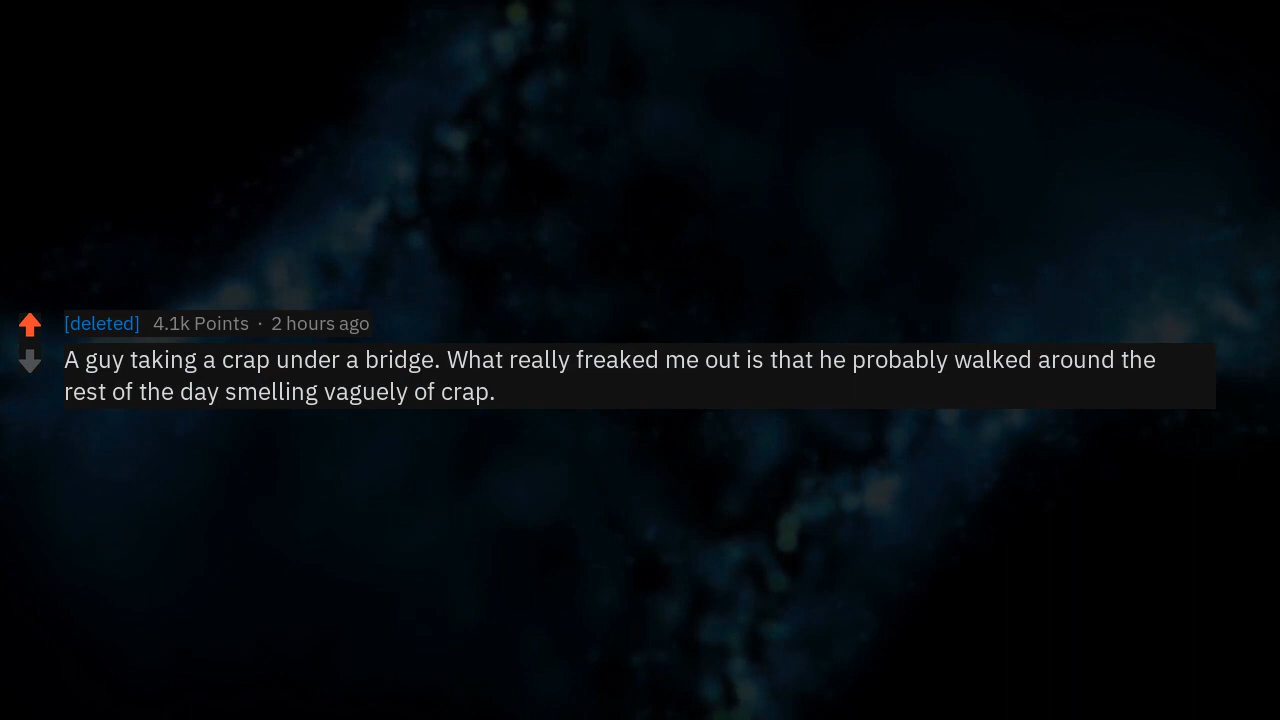 [deleted] 4.1k Points · 2 hours ago
A guy taking a crap under a bridge. What really freaked me out is that he probably walked around the
rest of the day smelling vaguely of crap.